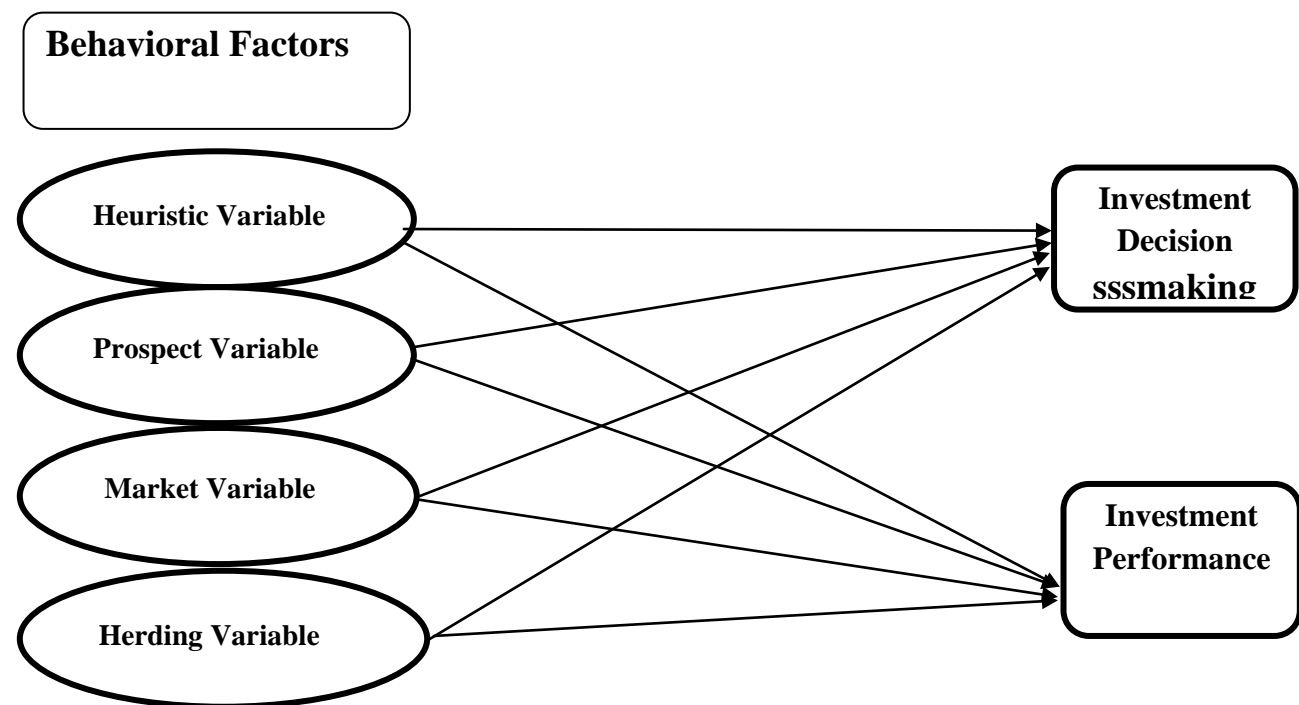 Behavioral Factors
Heuristic Variable
Prospect Variable
Market Variable
Herding Variable
Investment
Decision
sssmaking
Investment
Performance